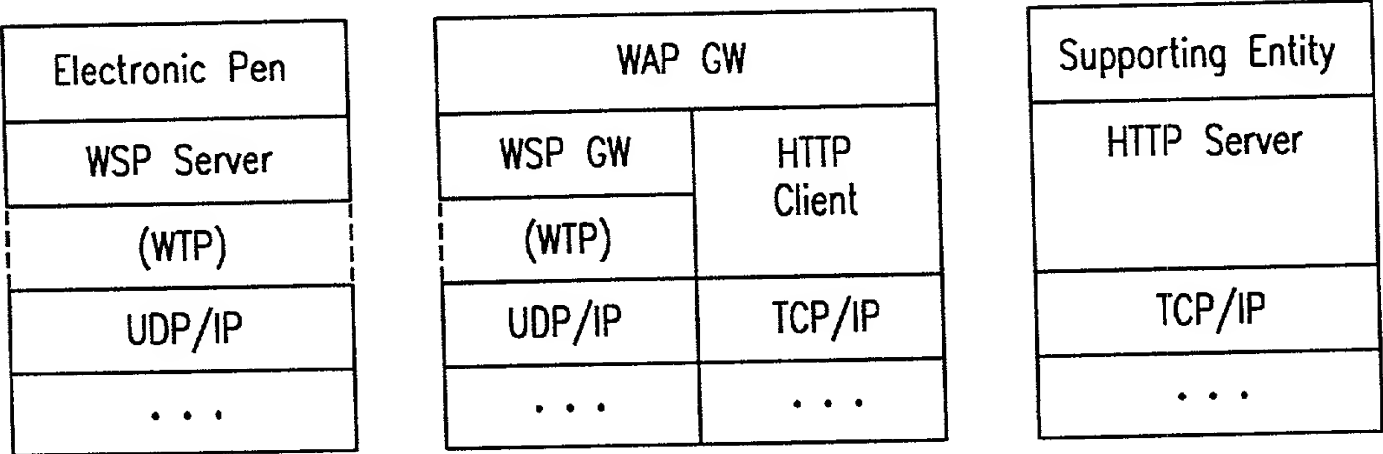 Electronic Pen
WSP Server
(WTP)
UDP/IP
. . .
WAP GW
WSP GW
(WTP)
UDP/IP
. . .
HTTP
Client
TCP/IP
. . .
Supporting Entity
HTTP Server
TCP/IP
. . .